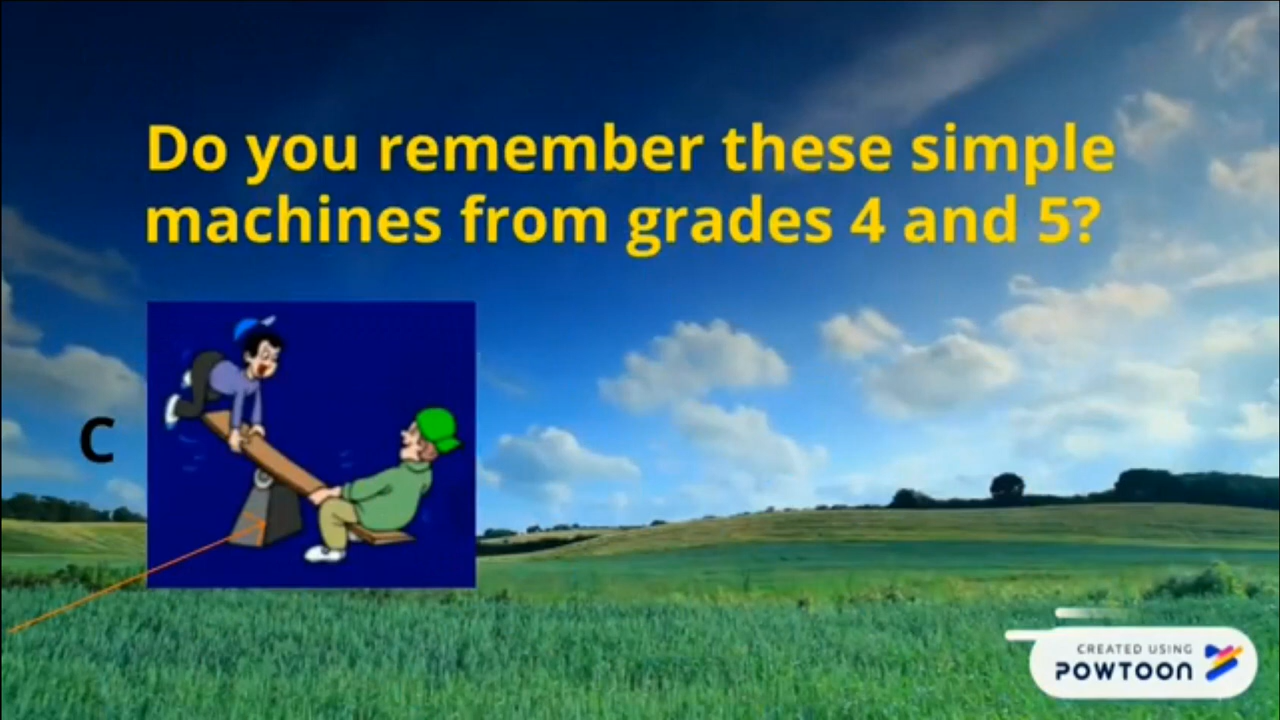 Do you remember these simple
machines from grades 4 and 5?
C
CREATED USING
POWTOON